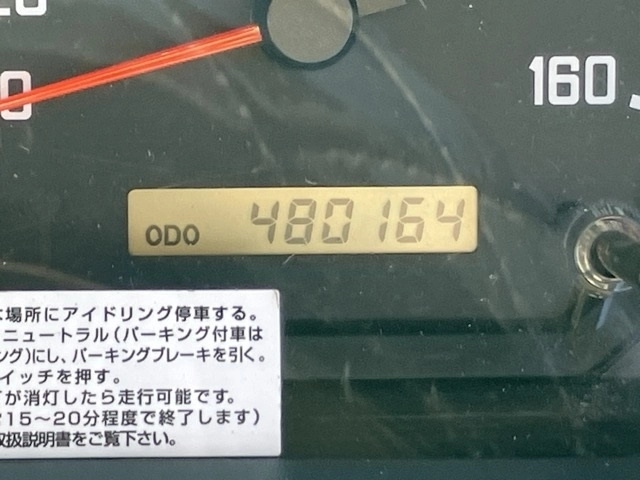 160
ODO 480164
場所にアイドリング停車する。
ニュートラル(パーキング付車は
ング)にし、パーキングブレーキを引く。
イッチを押す。
が消灯したら走行可能です。
15～20分程度で終了します)
取扱説明書をご覧下さい。